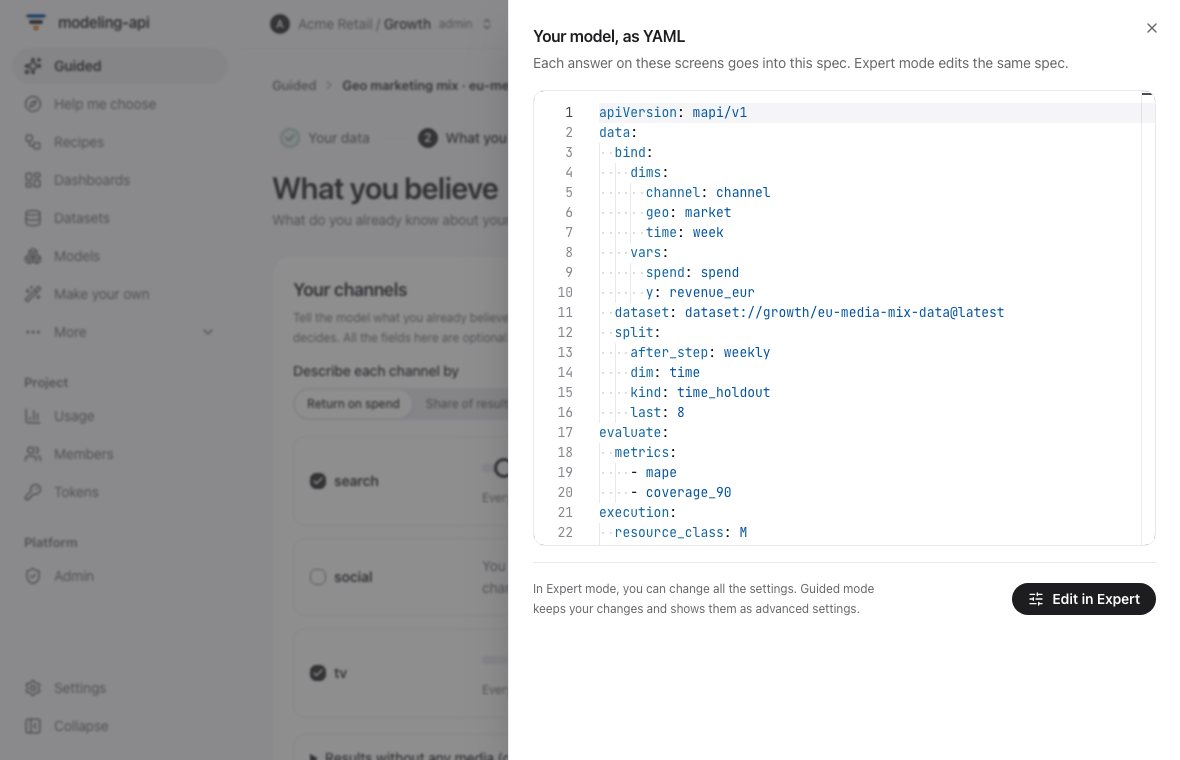 modeling-api
A Acme Retail / Growth admin
Guided
Help me choose
Recipes
Dashboards
Datasets
Models
Make your own
More
Project
Usage
Members
Tokens
Platform
Admin
Settings
Collapse
Guided > Geo marketing mix · eu-me
Your data
2 What you
What you believe
What do you already know about your
Your channels
Tell the model what you already believe
decides. All the fields here are optional.
Describe each channel by
Return on spend Share of result
search
Every
social
You
chan
tv
Every
Results without any media (
Your model, as YAML
Each answer on these screens goes into this spec. Expert mode edits the same spec.
1 apiVersion: mapi/v1
2 data:
3 bind:
4 dims:
5 channel: channel
6 geo: market
7 time: week
8 vars:
9 spend: spend
10 y: revenue_eur
11 dataset: dataset://growth/eu-media-mix-data@latest
12 split:
13 after_step: weekly
14 dim: time
15 kind: time_holdout
16 last: 8
17 evaluate:
18 metrics:
19 - mape
20 - coverage_90
21 execution:
22 resource_class: M
In Expert mode, you can change all the settings. Guided mode
keeps your changes and shows them as advanced settings.
Edit in Expert